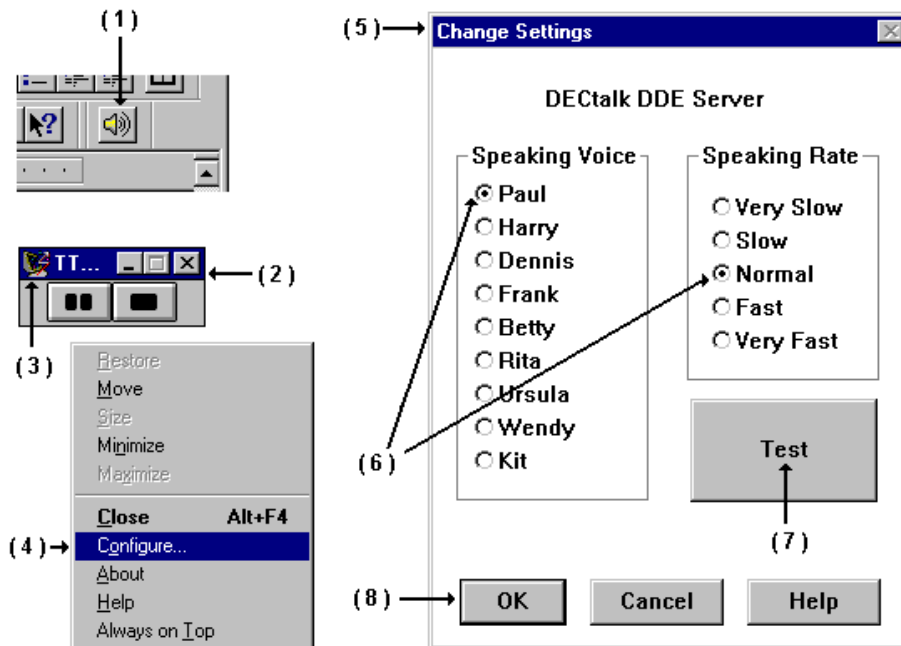 ( 1 )
?
( 2 )
TT...
( 3 )
Restore
Move
Size
Minimize
Maximize
Close Alt+F4
( 4 )
Configure...
About
Help
Always on Top
( 5 )
Change Settings
DECtalk DDE Server
Speaking Voice
Paul
Harry
Dennis
Frank
Betty
Rita
Ursula
Wendy
Kit
Speaking Rate
Very Slow
Slow
Normal
Fast
Very Fast
( 6 )
Test
( 7 )
( 8 )
OK Cancel Help